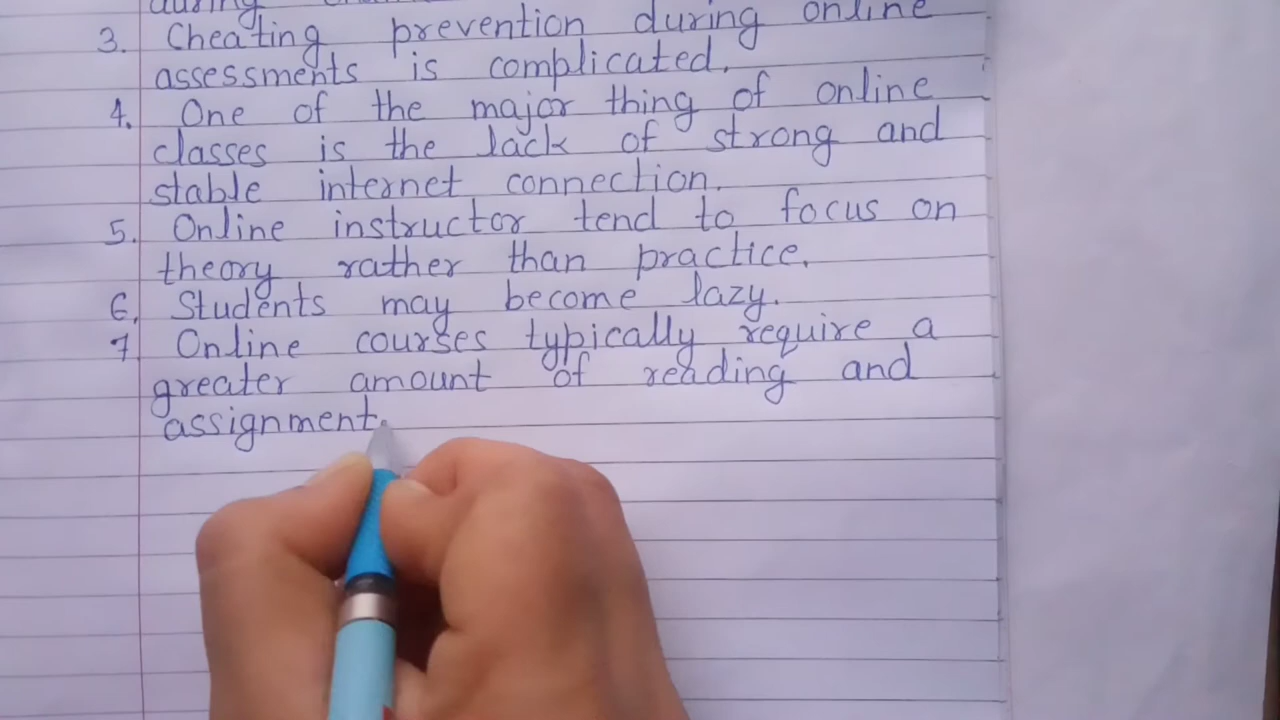 during
3. Cheating prevention during online
assessments is complicated.
4. One of the major thing of online
classes is the lack of strong and
stable internet connection.
5. Online instructor tend to focus on
theory rather than practice.
6. Students may become lazy.
7 Online courses typically require a
greater amount of reading and
assignment.